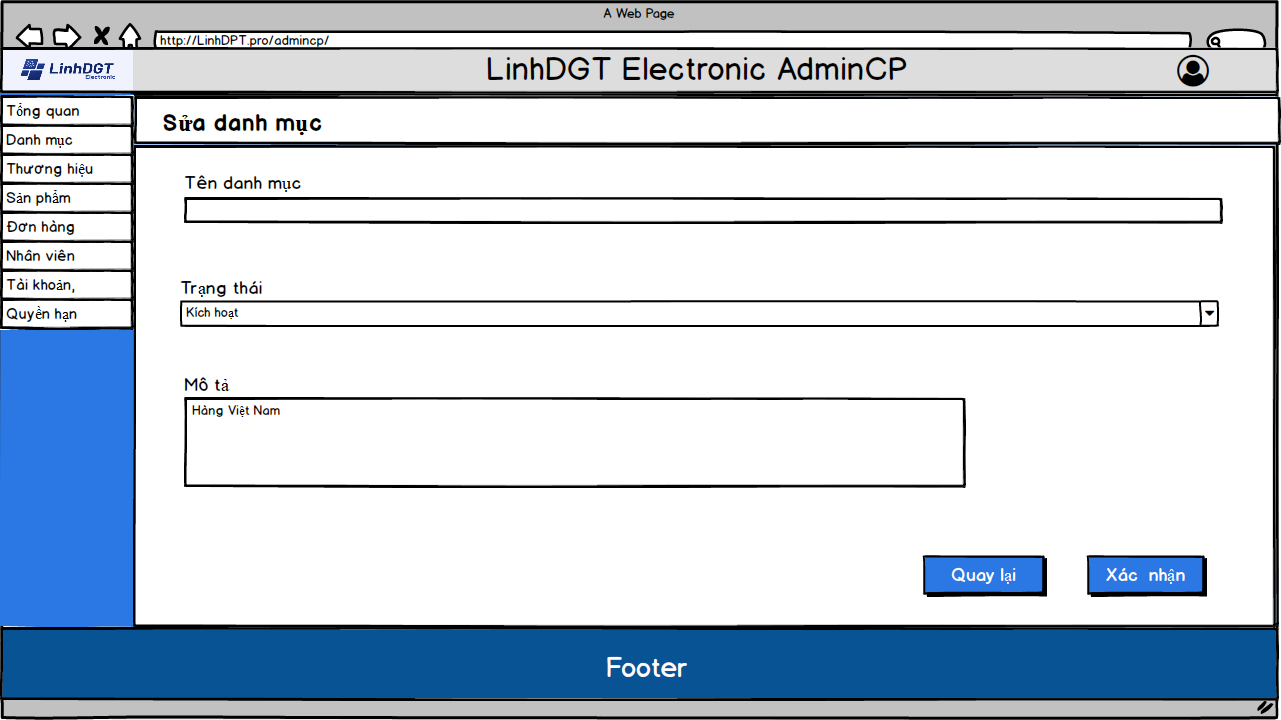 A Web Page
http://LinhDPT.pro/admincp/
LinhDGT
Electronic
LinhDGT Electronic AdminCP
Tổng quan
Danh mục
Thương hiệu
Sản phẩm
Đơn hàng
Nhân viên
Tài khoản,
Quyền hạn
Sửa danh mục
Tên danh mục
Trạng thái
Kích hoạt
Mô tả
Hàng Việt Nam
Quay lại
Xác nhận
Footer